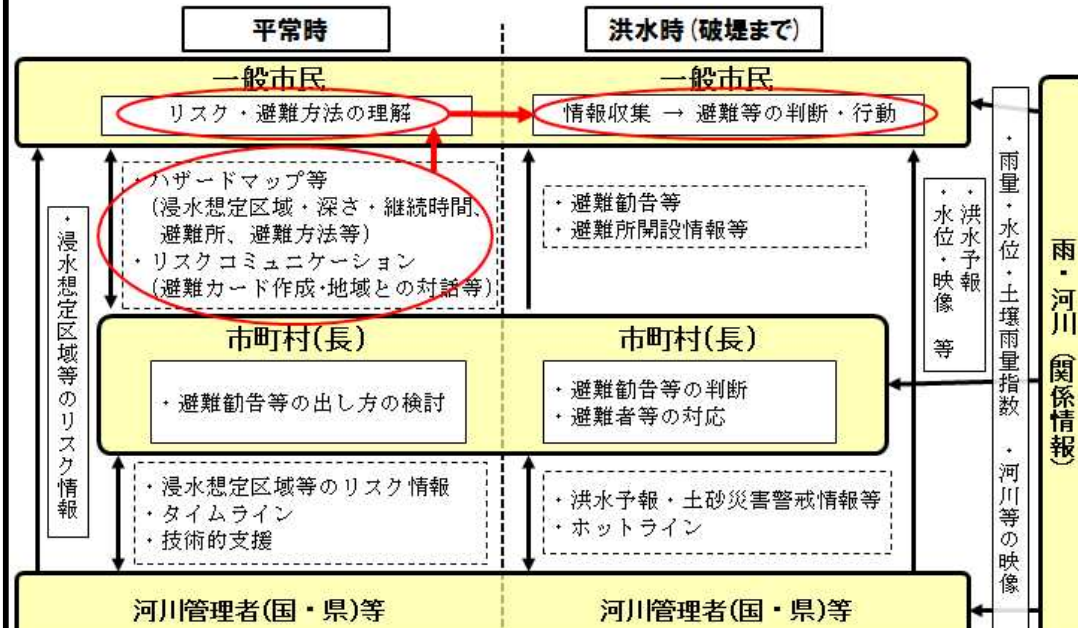 平常時
洪水時(破堤まで)
一般市民
リスク・避難方法の理解
一般市民
情報収集 → 避難等の判断・行動
・浸水想定区域等のリスク情報
・ハザードマップ等
(浸水想定区域・深さ・継続時間、
避難所、避難方法等)
・リスクコミュニケーション
(避難カード作成・地域との対話等)
・避難勧告等
・避難所開設情報等
・洪水予報
・水位・映像 等
・雨量・水位・土壌雨量指数 ・河川等の映像
雨・河川(関係情報)
市町村(長)
・避難勧告等の出し方の検討
市町村(長)
・避難勧告等の判断
・避難者等の対応
・浸水想定区域等のリスク情報
・タイムライン
・技術的支援
・洪水予報・土砂災害警戒情報等
・ホットライン
河川管理者(国・県)等
河川管理者(国・県)等